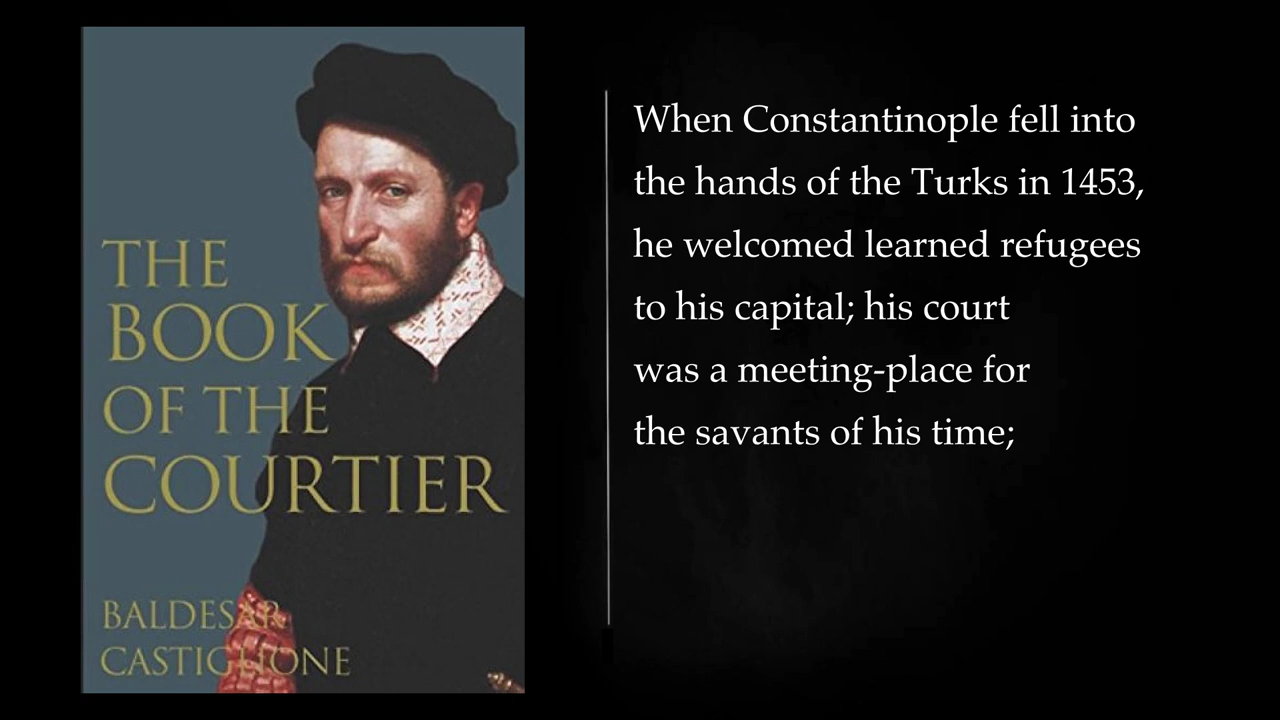 THE
BOOK
OF THE
COURTIER
BALDESAR
CASTIGLIONE
When Constantinople fell into
the hands of the Turks in 1453,
he welcomed learned refugees
to his capital; his court
was a meeting-place for
the savants of his time;